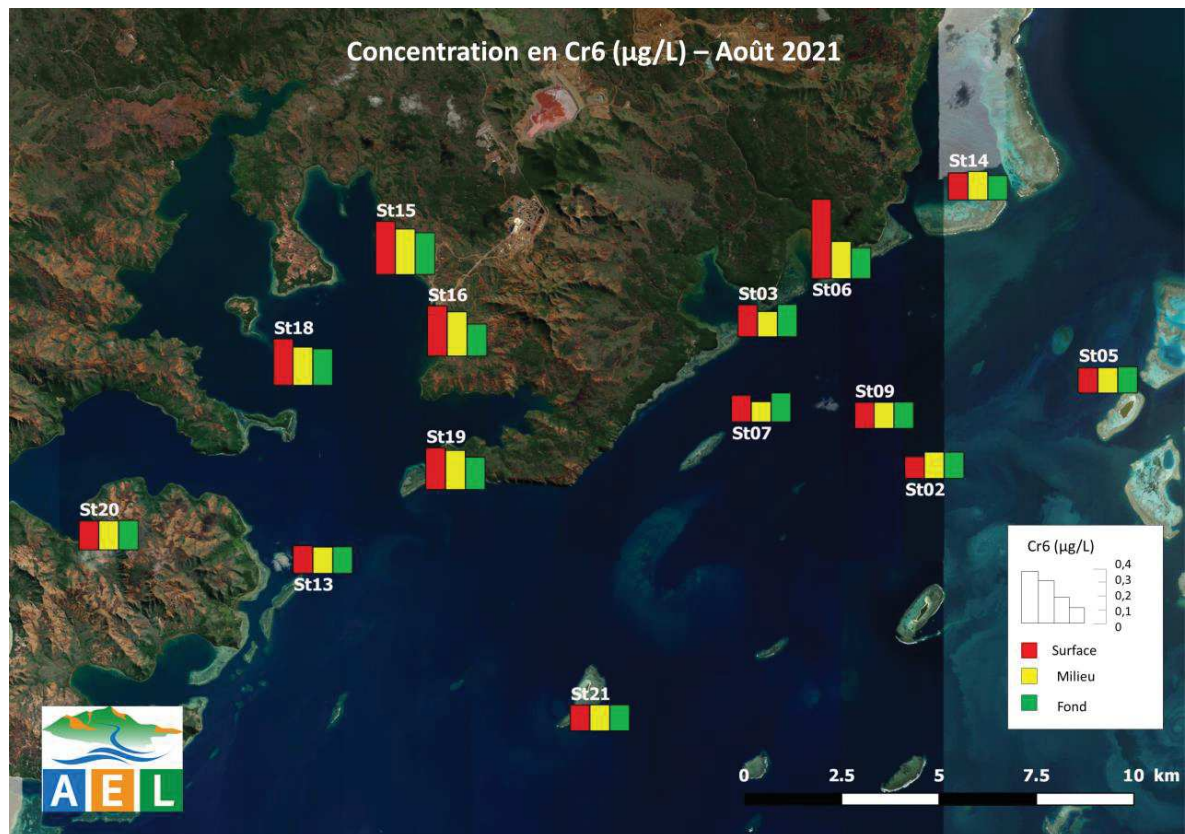 Concentration en Cr6 (µg/L) – Août 2021
St14
St15
St03
St06
St16
St18
St05
St09
St07
St02
St19
St20
St13
St21
Cr6 (µg/L)
0,4
0,3
0,2
0,1
0
Surface
Milieu
Fond
AEL
0 2.5 5 7.5 10 km